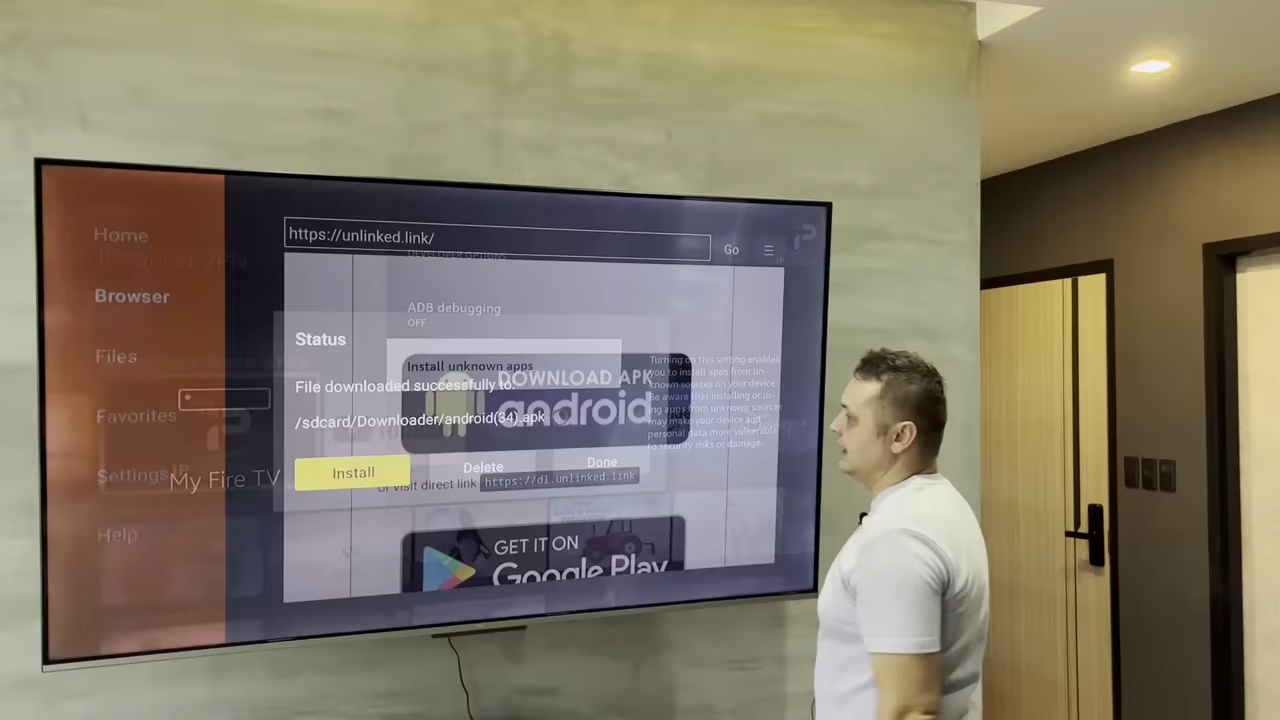 Home
Browser
Files
Favorites
Settings
Help
My Fire TV
https://unlinked.link/
Go
DEVELOPER OPTIONS
ADB debugging
OFF
Install unknown apps
Turning on this setting enables
you to install apps from un-
known sources on your device.
Be aware that installing or us-
ing apps from unknown sources
may make your device and
personal data more vulnerable
to security risks or damage.
Status
File downloaded successfully to:
/sdcard/Downloader/android(34).apk
Install
Delete
Done
DOWNLOAD APK
android
or visit direct link https://dl.unlinked.link
GET IT ON
Google Play